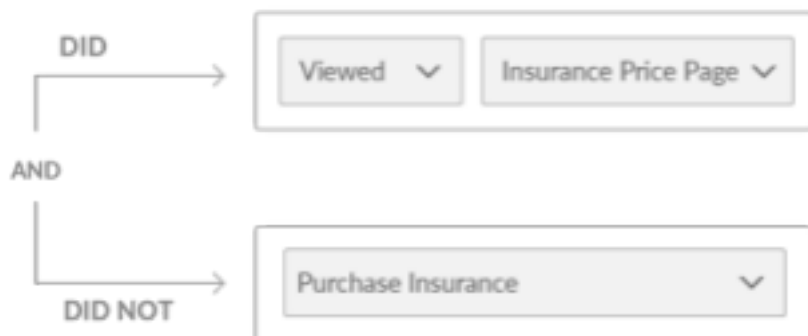 DID
Viewed Insurance Price Page
AND
Purchase Insurance
DID NOT